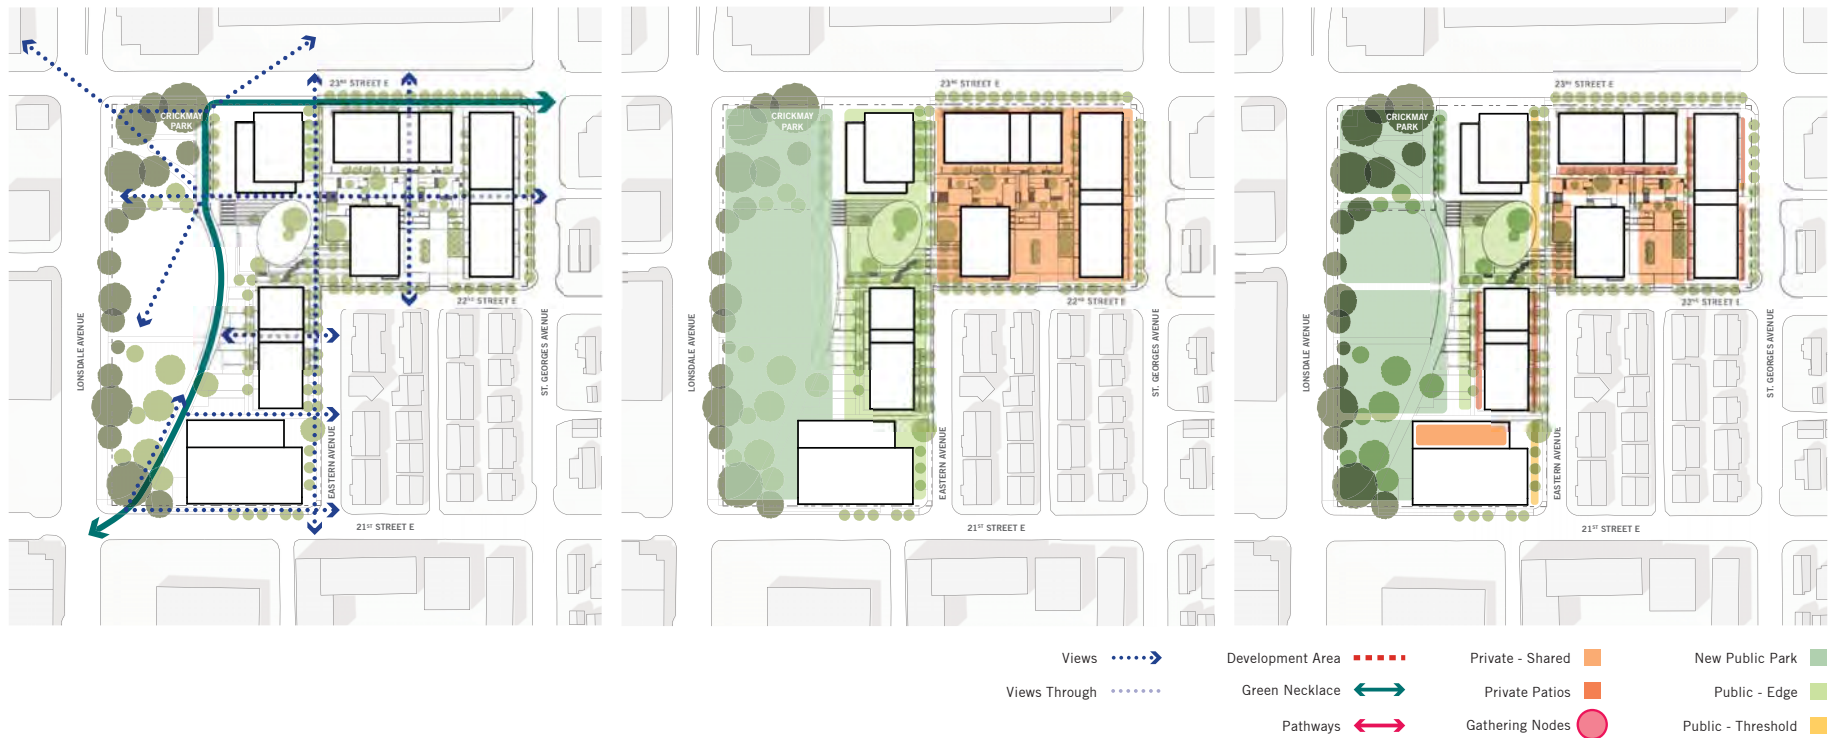 23RD STREET E
CRICKMAY
PARK
22ND STREET E
LONSDALE AVENUE
ST. GEORGES AVENUE
EASTERN AVENUE
21ST STREET E
23RD STREET E
CRICKMAY
PARK
22ND STREET E
LONSDALE AVENUE
ST. GEORGES AVENUE
EASTERN AVENUE
21ST STREET E
23RD STREET E
CRICKMAY
PARK
22ND STREET E
LONSDALE AVENUE
ST. GEORGES AVENUE
EASTERN AVENUE
21ST STREET E
Views
Views Through
Development Area
Green Necklace
Pathways
Private - Shared
Private Patios
Gathering Nodes
New Public Park
Public - Edge
Public - Threshold